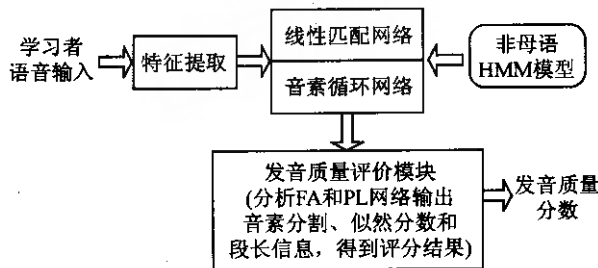 学习者
语音输入
特征提取
线性匹配网络
音素循环网络
非母语
HMM模型
发音质量评价模块
(分析FA和PL网络输出
音素分割、似然分数和
段长信息，得到评分结果)
发音质量
分数